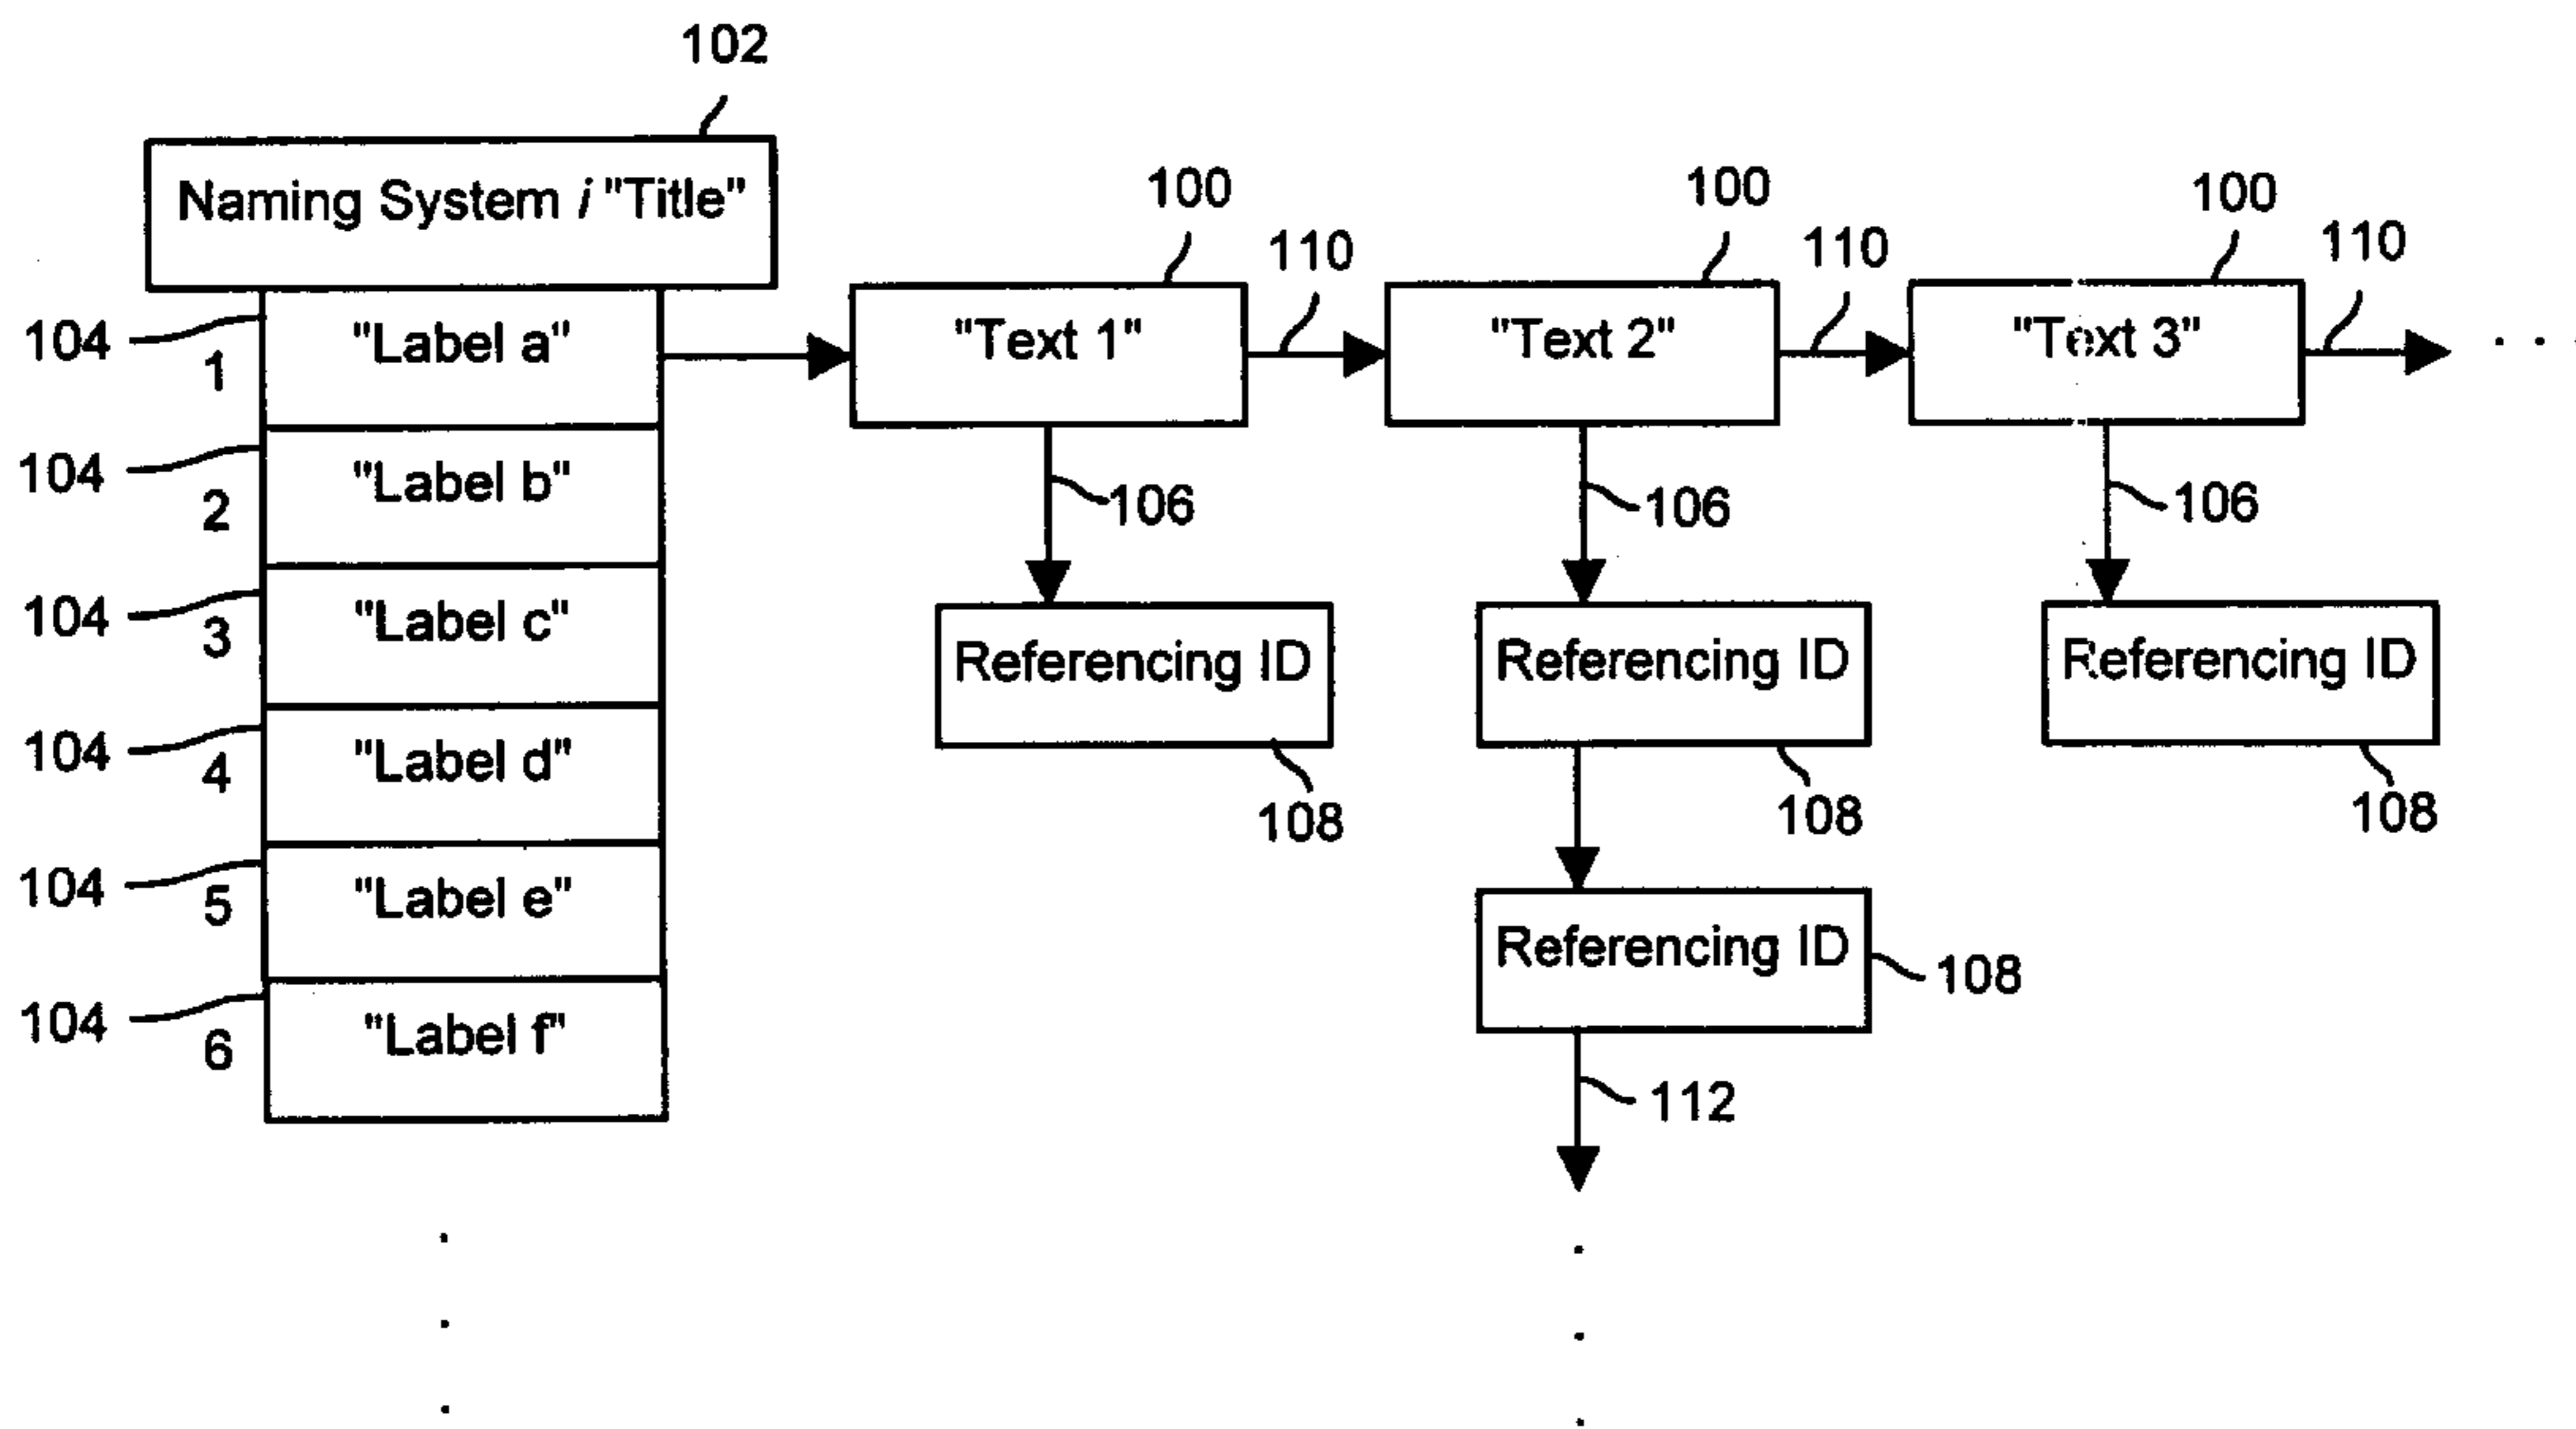 102
Naming System i "Title"
100
110
100
110
100
110
104
1
"Label a"
"Text 1"
"Text 2"
"Text 3"
. . .
104
2
"Label b"
106
106
106
104
3
"Label c"
Referencing ID
Referencing ID
Referencing ID
104
4
"Label d"
108
108
108
104
5
"Label e"
Referencing ID
108
104
6
"Label f"
112